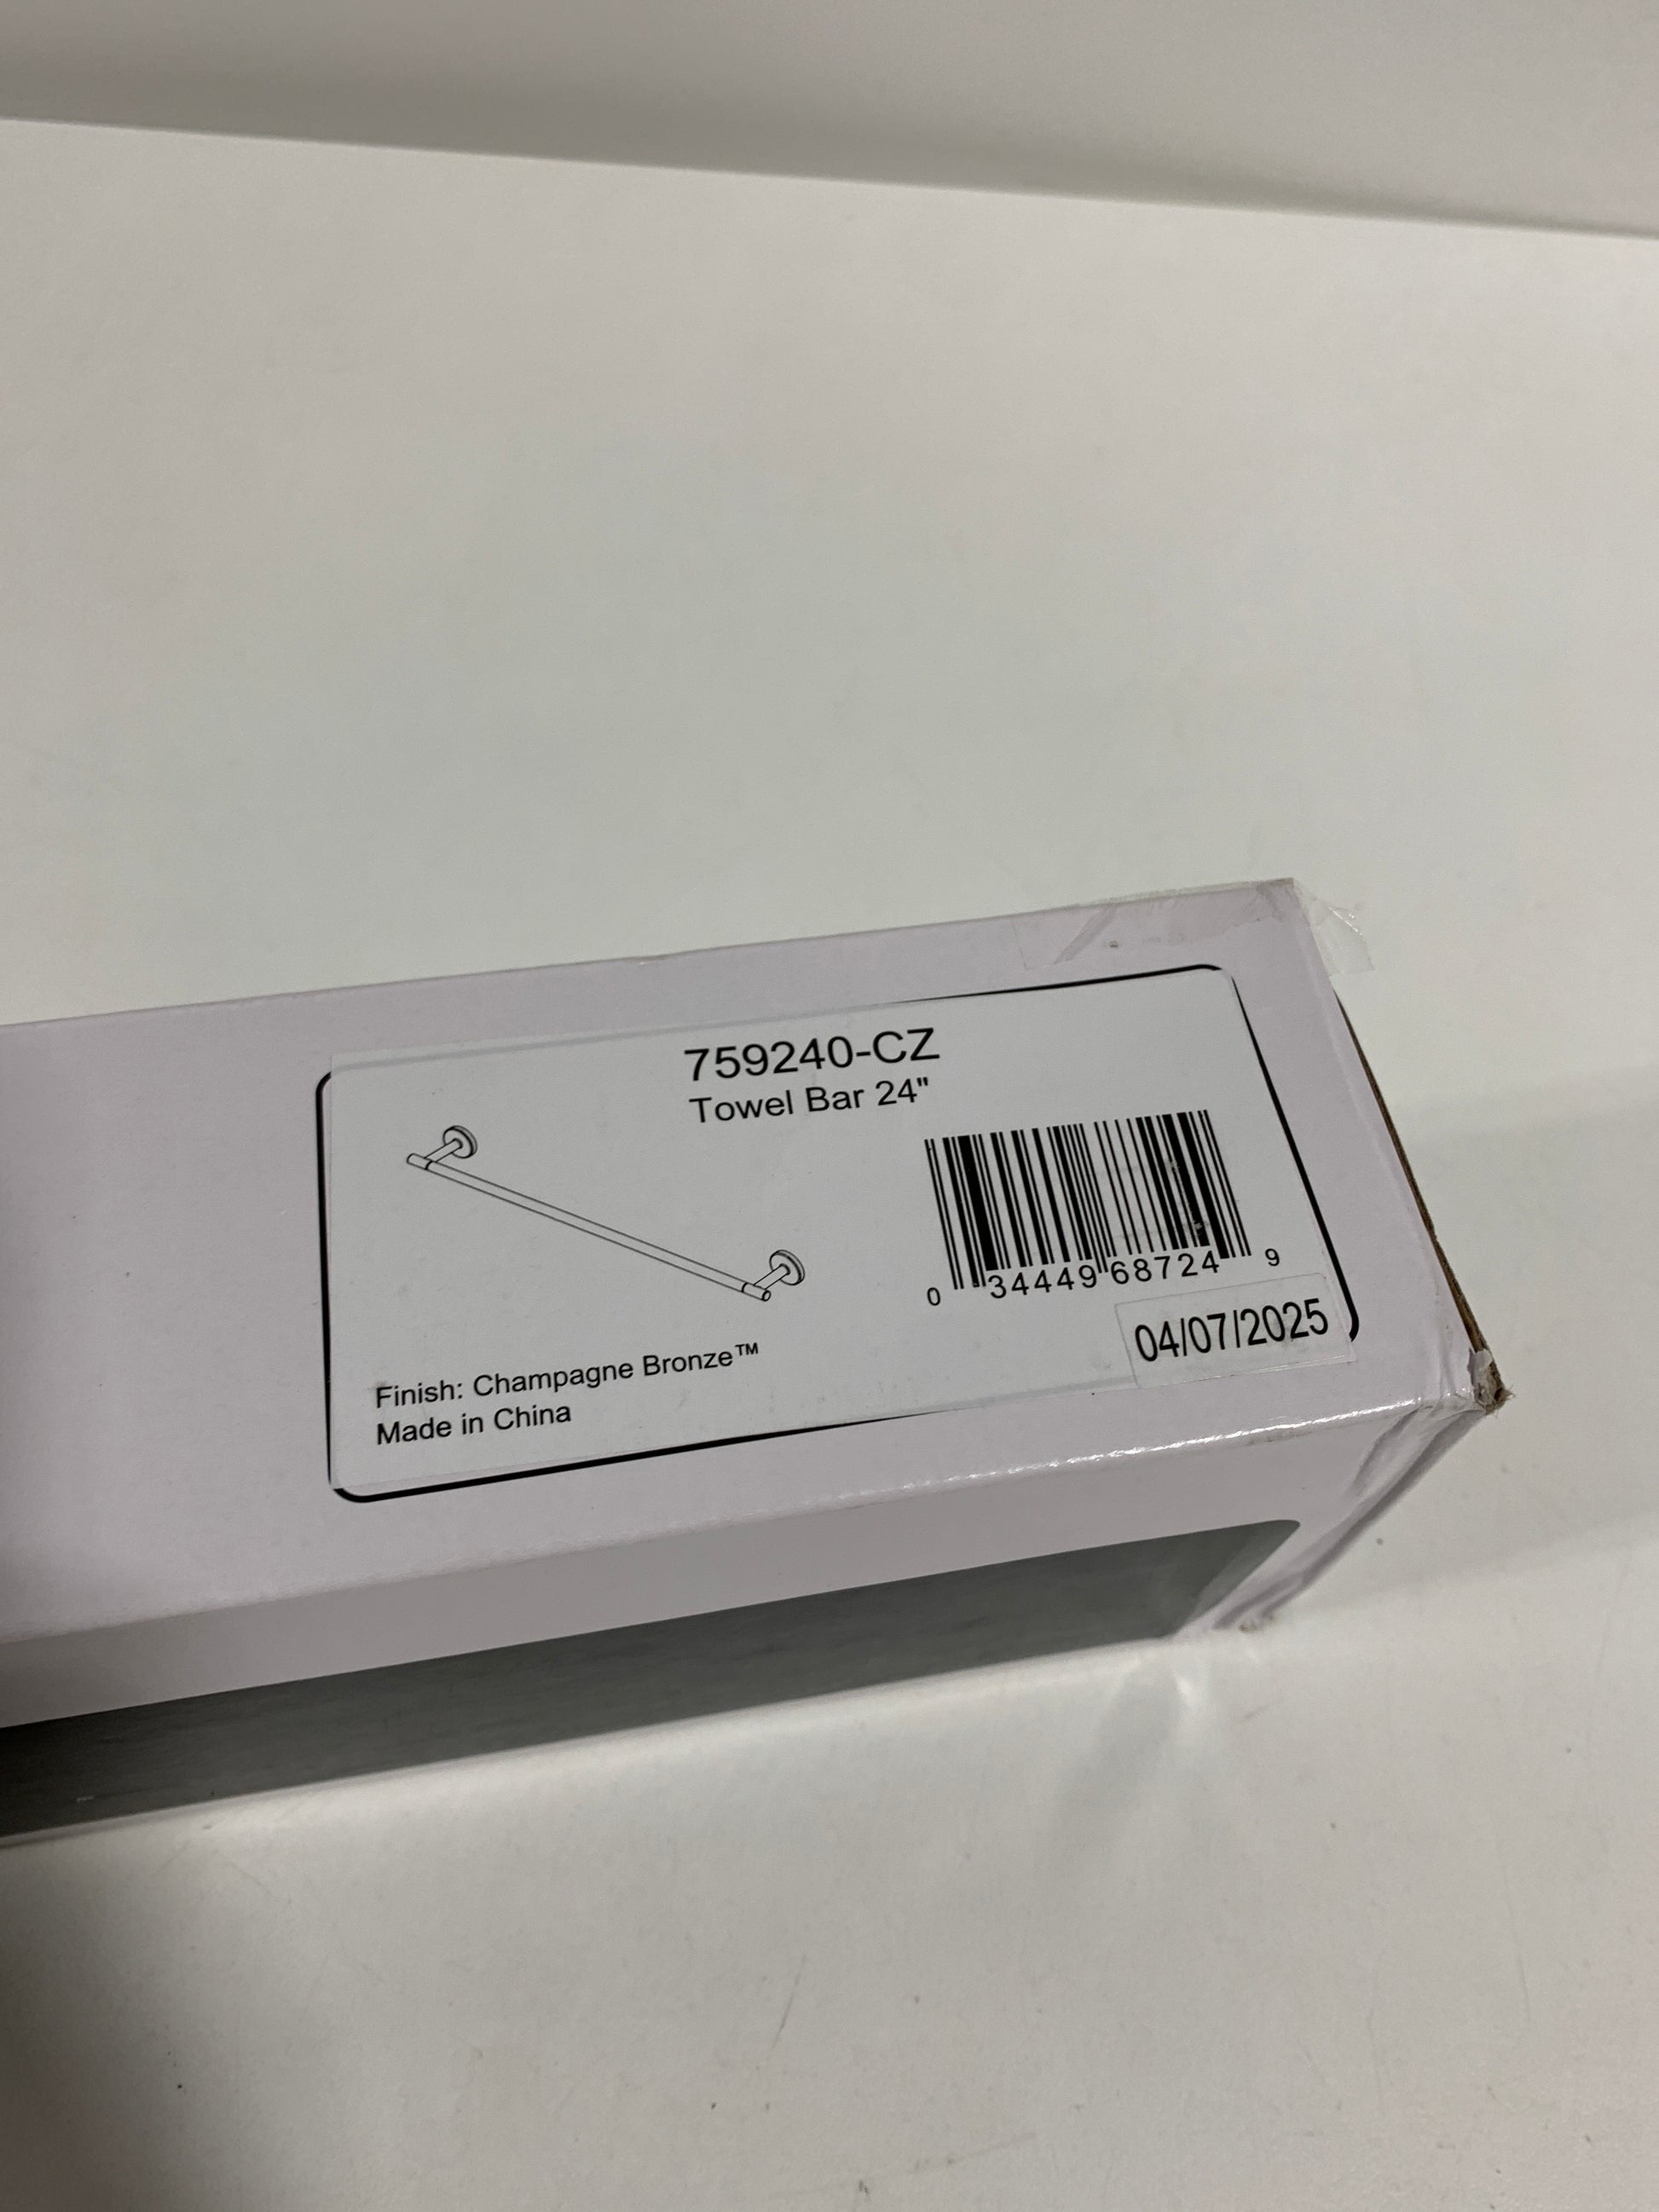 759240-CZ
Towel Bar 24"
0 34449 68724 9
04/07/2025
Finish: Champagne Bronze™
Made in China